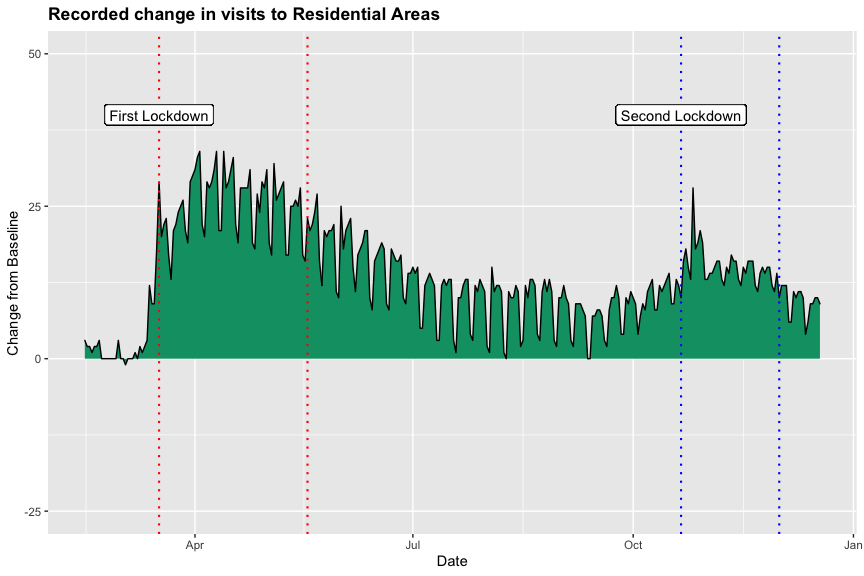 Recorded change in visits to Residential Areas
50
First Lockdown
Second Lockdown
25
Change from Baseline
0
-25
Apr
Jul
Oct
Jan
Date